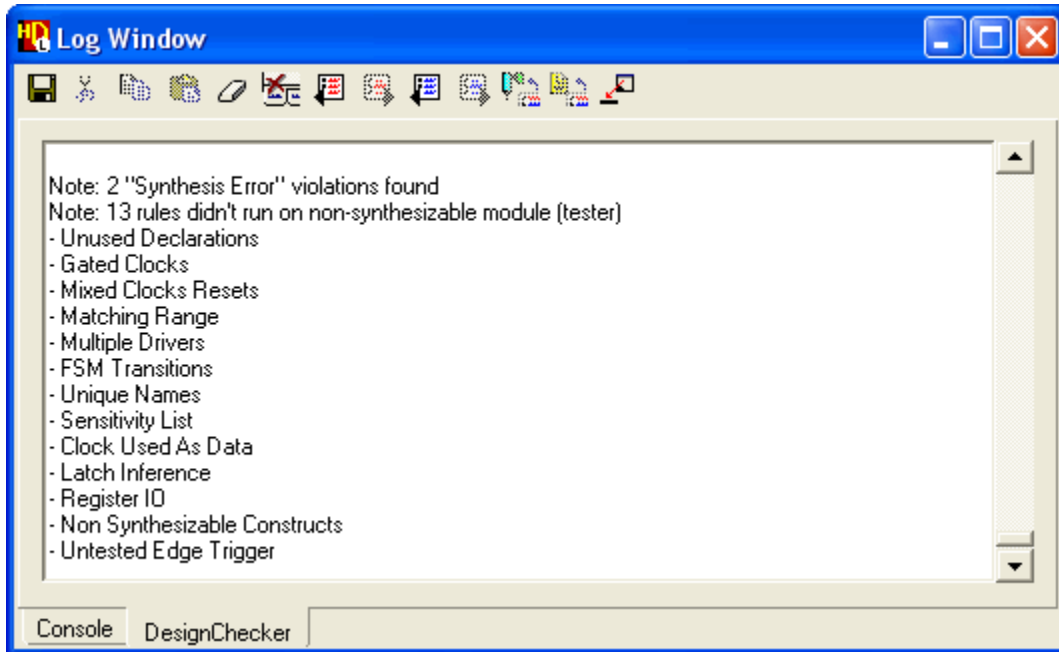 HD
Log Window
Note: 2 "Synthesis Error" violations found
Note: 13 rules didn't run on non-synthesizable module (tester)
- Unused Declarations
- Gated Clocks
- Mixed Clocks Resets
- Matching Range
- Multiple Drivers
- FSM Transitions
- Unique Names
- Sensitivity List
- Clock Used As Data
- Latch Inference
- Register IO
- Non Synthesizable Constructs
- Untested Edge Trigger
Console
DesignChecker